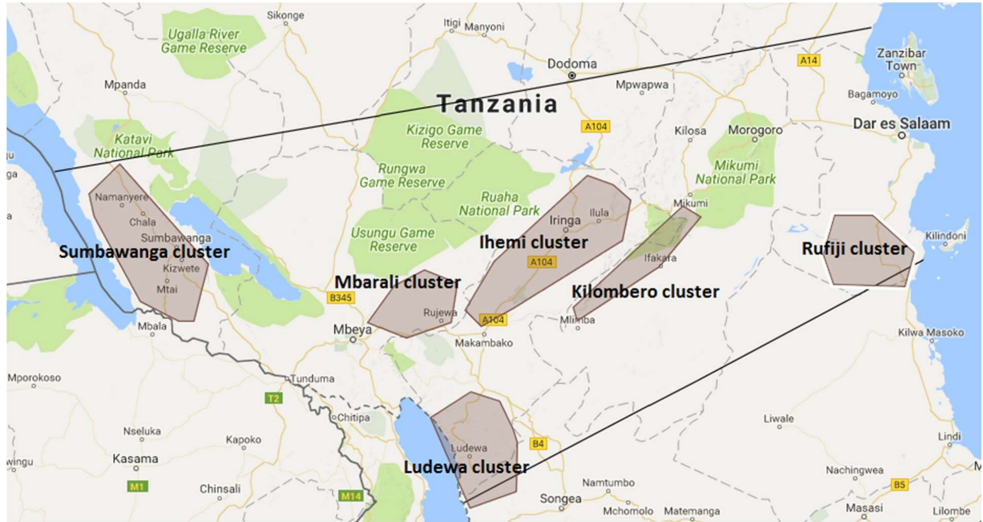 Sikonge
Itigi
Manyoni
Ugalla River
Game Reserve
Dodoma
A14
Zanzibar
Town
Mpanda
Mpwapwa
Bagamoyo
Tanzania
A104
Kizigo Game
Reserve
Kilosa
Morogoro
Dar es Salaam
Katavi
National Park
Rungwa
Game Reserve
Mikumi
National Park
Ruaha
National Park
Namanyere
Mikumi
Chala
Iringa
Ilula
Usungu Game
Reserve
Sumbawanga
Sumbawanga cluster
Ihemi cluster
Rufiji cluster
Kilindoni
Kizwete
A104
Ifakara
Mtai
Mbarali cluster
Kilombero cluster
B345
Rujewa
A104
Mlimba
Mbala
Mbeya
Makambako
Kilwa Masoko
Mporokoso
Tunduma
T2
Chitipa
Liwale
Nseluka
Kapoko
B4
Lindi
Kasama
Ludewa
Ludewa cluster
wingu
M1
Chinsali
M14
Songea
Namtumbo
Mchomolo
Matemanga
Nachingwea
B5
Masasi
Lilombe